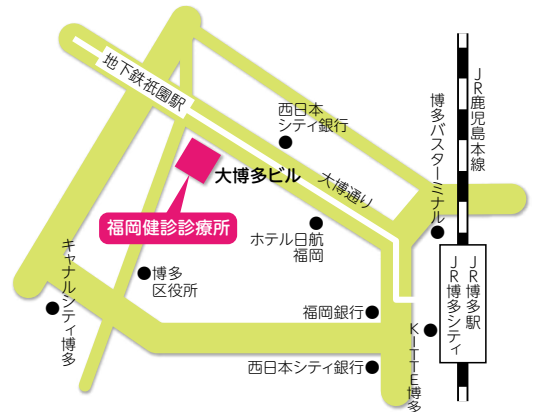 地下鉄祇園駅
西日本
シティ銀行
大博多ビル
大博通り
福岡健診診療所
ホテル日航
福岡
博多
区役所
キャナルシティ博多
福岡銀行
西日本シティ銀行
KITTE博多
博多バスターミナル
JR鹿児島本線
JR博多駅
JR博多シティ